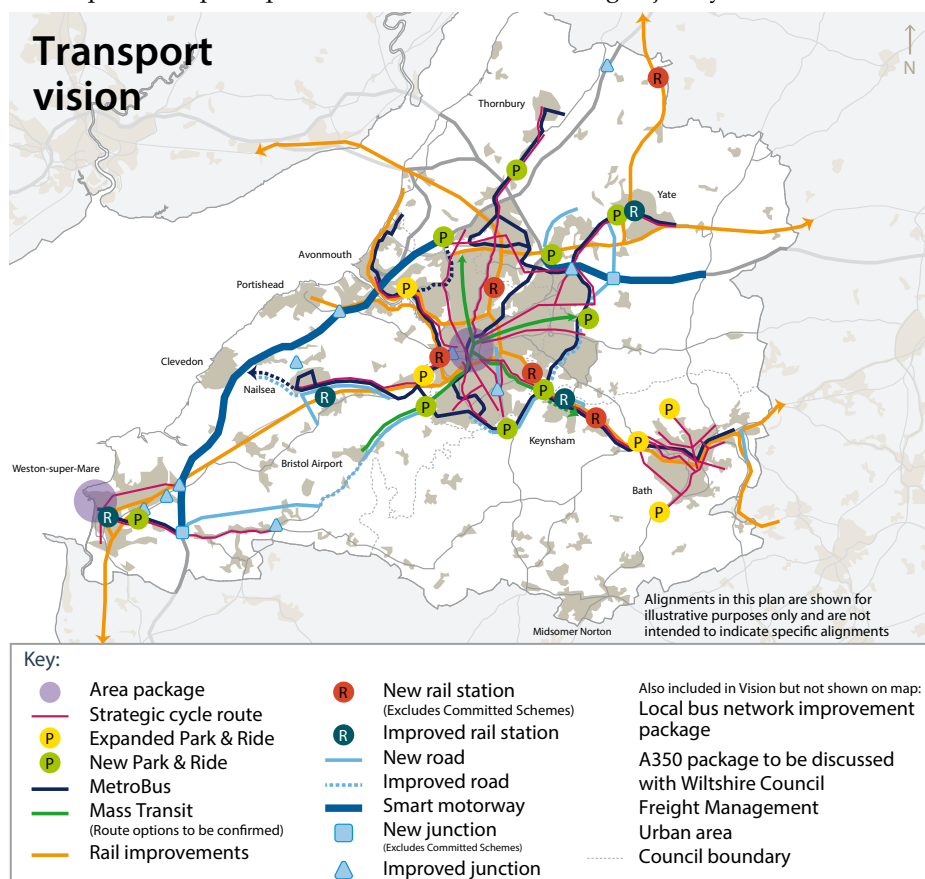 Transport
vision
N
R
Thornbury
P
Yate
P
R
P
P
Avonmouth
Portishead
P
R
P
Clevedon
R
Nailsea
P
R
R
P
R
P
P
R
Keynsham
P
P
Bristol Airport
Weston-super-Mare
Bath
R
P
P
Alignments in this plan are shown for
illustrative purposes only and are not
intended to indicate specific alignments
Midsomer Norton
Key:
Area package
Strategic cycle route
P Expanded Park & Ride
P New Park & Ride
MetroBus
Mass Transit
(Route options to be confirmed)
Rail improvements
R New rail station
(Excludes Committed Schemes)
R Improved rail station
New road
Improved road
Smart motorway
New junction
(Excludes Committed Schemes)
Improved junction
Also included in Vision but not shown on map:
Local bus network improvement
package
A350 package to be discussed
with Wiltshire Council
Freight Management
Urban area
Council boundary